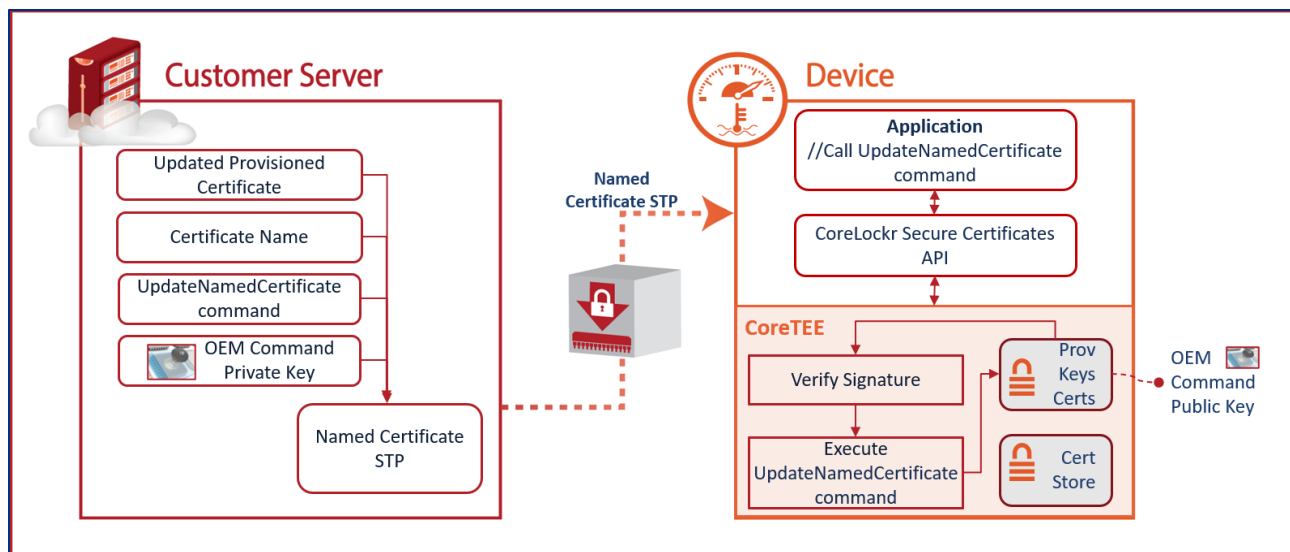 Customer Server
Updated Provisioned
Certificate
Certificate Name
UpdateNamedCertificate
command
OEM Command
Private Key
Named Certificate
STP
Named
Certificate STP
Device
Application
//Call UpdateNamedCertificate
command
CoreLockr Secure Certificates
API
CoreTEE
Verify Signature
Execute
UpdateNamedCertificate
command
Prov
Keys
Certs
Cert
Store
OEM
Command
Public Key